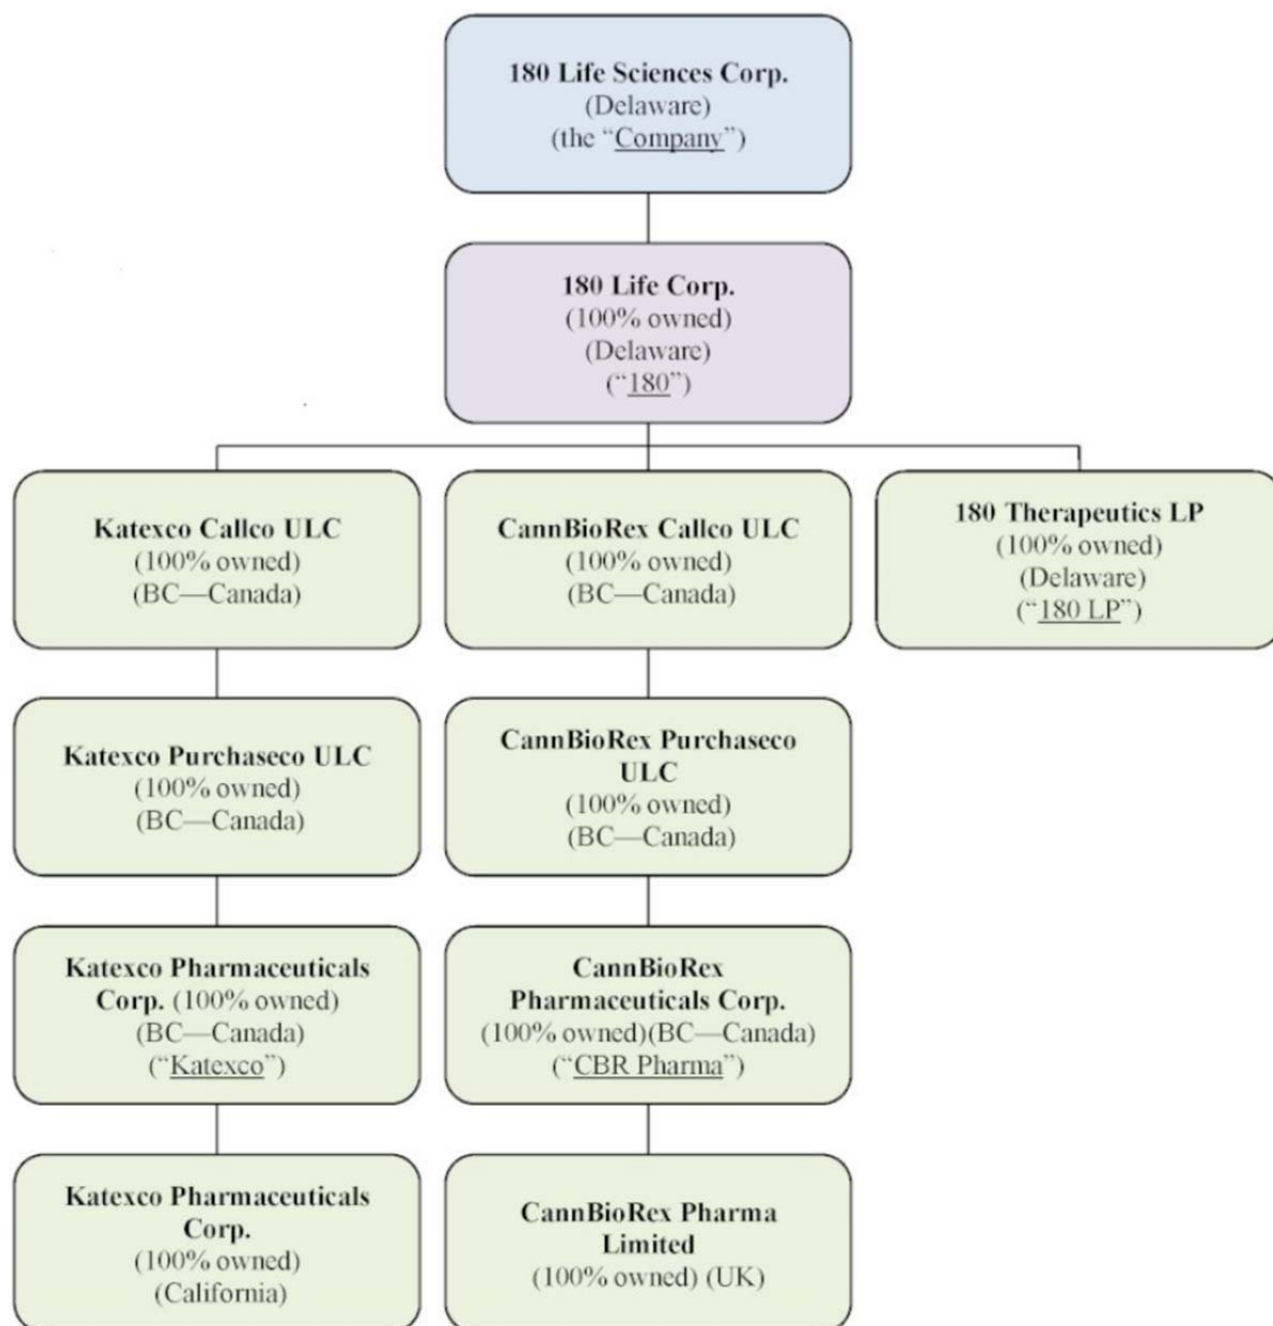 180 Life Sciences Corp.
(Delaware)
(the “Company”)
180 Life Corp.
(100% owned)
(Delaware)
(“180”)
Katexco Callco ULC
(100% owned)
(BC—Canada)
CannBioRex Callco ULC
(100% owned)
(BC—Canada)
180 Therapeutics LP
(100% owned)
(Delaware)
(“180 LP”)
Katexco Purchaseco ULC
(100% owned)
(BC—Canada)
CannBioRex Purchaseco
ULC
(100% owned)
(BC—Canada)
Katexco Pharmaceuticals
Corp. (100% owned)
(BC—Canada)
(“Katexco”)
CannBioRex
Pharmaceuticals Corp.
(100% owned)(BC—Canada)
(“CBR Pharma”)
Katexco Pharmaceuticals
Corp.
(100% owned)
(California)
CannBioRex Pharma
Limited
(100% owned) (UK)